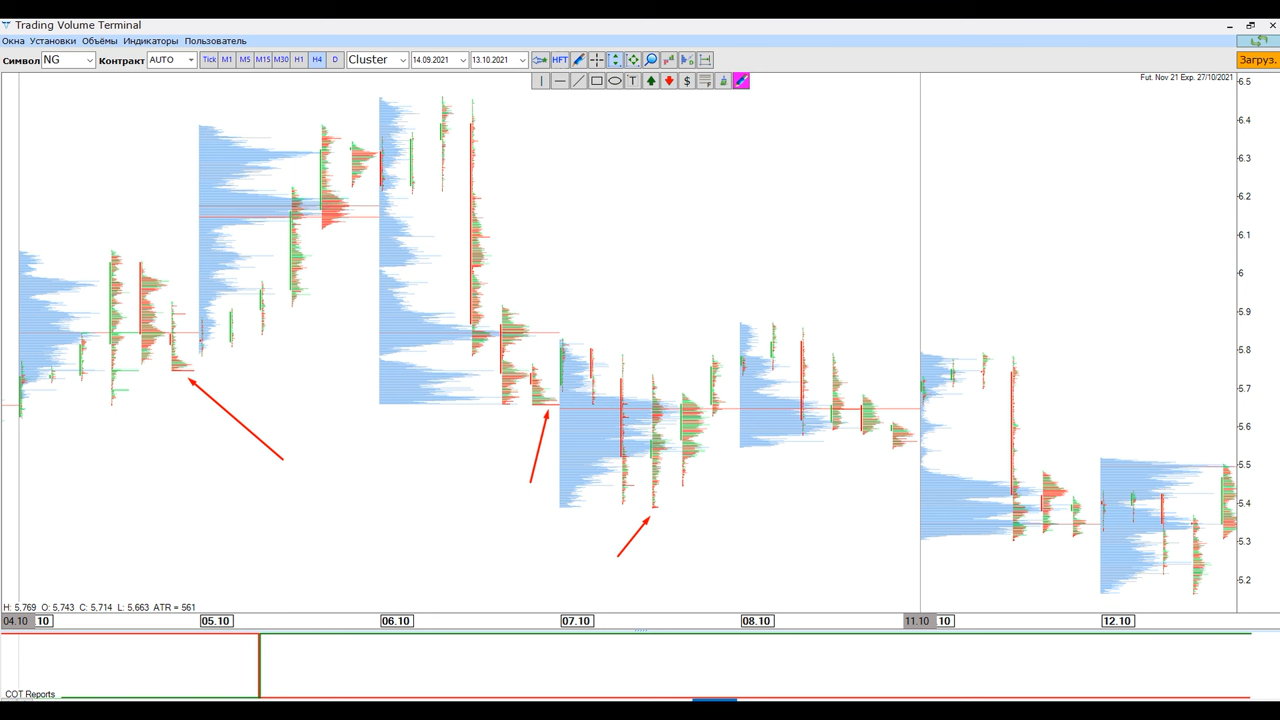 Trading Volume Terminal
Окна Установки Объёмы Индикаторы Пользователь
Символ NG Контракт AUTO Tick M1 M5 M15 M30 H1 H4 D Cluster 14.09.2021 13.10.2021 HFT Загруз.
T $
Fut. Nov 21 Exp. 27/10/2021
6.5
6.4
6.3
6.2
6.1
6
5.9
5.8
5.7
5.6
5.5
5.4
5.3
5.2
H: 5.769 O: 5.743 C: 5.714 L: 5.663 ATR = 561
04.10 10 05.10 06.10 07.10 08.10 11.10 10 12.10
COT Reports